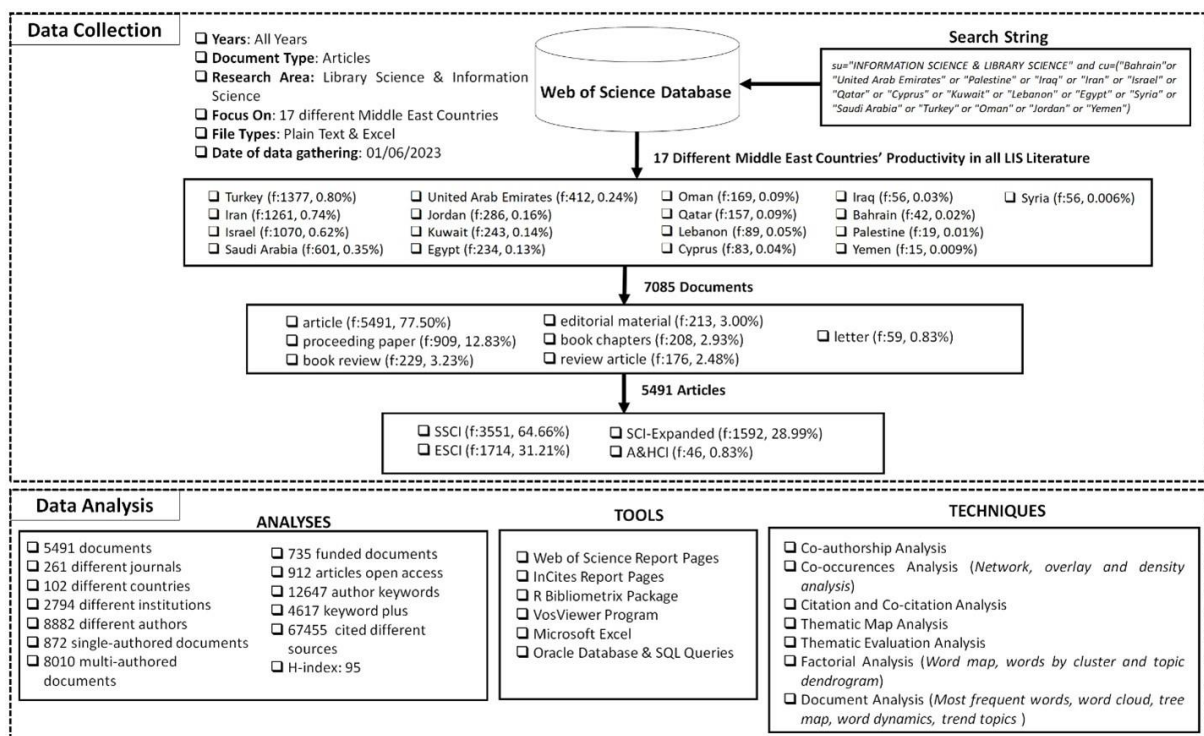 Data Collection
❑ Years: All Years
❑ Document Type: Articles
❑ Research Area: Library Science & Information
Science
❑ Focus On: 17 different Middle East Countries
❑ File Types: Plain Text & Excel
❑ Date of data gathering: 01/06/2023
Web of Science Database
Search String
su="INFORMATION SCIENCE & LIBRARY SCIENCE" and cu=("Bahrain"or
"United Arab Emirates" or "Palestine" or "Iraq" or "Iran" or "Israel" or
"Qatar" or "Cyprus" or "Kuwait" or "Lebanon" or "Egypt" or "Syria" or
"Saudi Arabia" or "Turkey" or "Oman" or "Jordan" or "Yemen")
17 Different Middle East Countries' Productivity in all LIS Literature
❑ Turkey (f:1377, 0.80%)
❑ Iran (f:1261, 0.74%)
❑ Israel (f:1070, 0.62%)
❑ Saudi Arabia (f:601, 0.35%)
❑ United Arab Emirates (f:412, 0.24%)
❑ Jordan (f:286, 0.16%)
❑ Kuwait (f:243, 0.14%)
❑ Egypt (f:234, 0.13%)
❑ Oman (f:169, 0.09%)
❑ Qatar (f:157, 0.09%)
❑ Lebanon (f:89, 0.05%)
❑ Cyprus (f:83, 0.04%)
❑ Iraq (f:56, 0.03%)
❑ Bahrain (f:42, 0.02%)
❑ Palestine (f:19, 0.01%)
❑ Yemen (f:15, 0.009%)
❑ Syria (f:56, 0.006%)
7085 Documents
❑ article (f:5491, 77.50%)
❑ proceeding paper (f:909, 12.83%)
❑ book review (f:229, 3.23%)
❑ editorial material (f:213, 3.00%)
❑ book chapters (f:208, 2.93%)
❑ review article (f:176, 2.48%)
❑ letter (f:59, 0.83%)
5491 Articles
❑ SSCI (f:3551, 64.66%)
❑ ESCI (f:1714, 31.21%)
❑ SCI-Expanded (f:1592, 28.99%)
❑ A&HCI (f:46, 0.83%)
Data Analysis
ANALYSES
❑ 5491 documents
❑ 261 different journals
❑ 102 different countries
❑ 2794 different institutions
❑ 8882 different authors
❑ 872 single-authored documents
❑ 8010 multi-authored
documents
❑ 735 funded documents
❑ 912 articles open access
❑ 12647 author keywords
❑ 4617 keyword plus
❑ 67455 cited different
sources
❑ H-index: 95
TOOLS
❑ Web of Science Report Pages
❑ InCites Report Pages
❑ R Bibliometrix Package
❑ VosViewer Program
❑ Microsoft Excel
❑ Oracle Database & SQL Queries
TECHNIQUES
❑ Co-authorship Analysis
❑ Co-occurences Analysis (Network, overlay and density
analysis)
❑ Citation and Co-citation Analysis
❑ Thematic Map Analysis
❑ Thematic Evaluation Analysis
❑ Factorial Analysis (Word map, words by cluster and topic
dendrogram)
❑ Document Analysis (Most frequent words, word cloud, tree
map, word dynamics, trend topics )